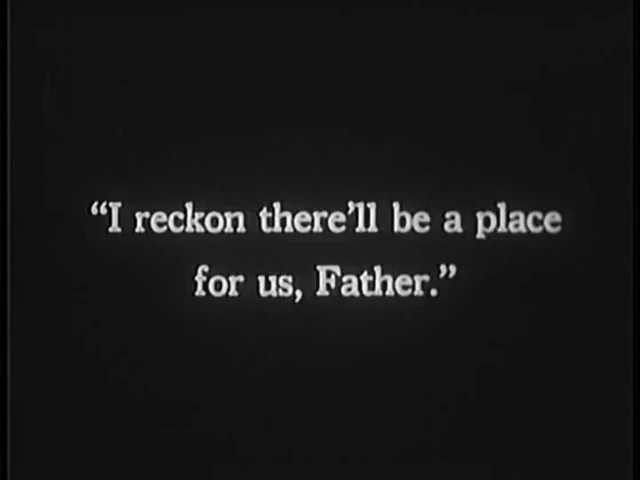 “I reckon there’ll be a place
for us, Father.”